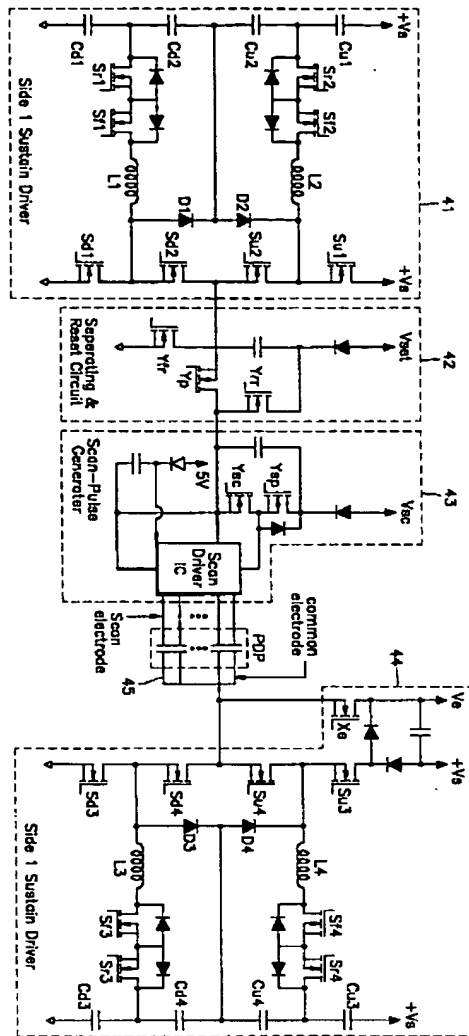 +Vs
Cu1
Cu2
Cd2
Cd1
Sr2
Sf2
Sr1
Sf1
L2
L1
D2
D1
+Vs
Su1
Su2
Sd2
Sd1
Side 1 Sustain Driver
41
Vset
Yrr
Yp
Yfr
Seperating &
Reset Circuit
42
Vsc
Ysp
Ysc
5V
Scan Driver IC
Scan-Pulse
Generater
43
Scan
electrode
PDP
common
electrode
45
44
Ve
Xe
+Vs
Su3
Su4
Sd4
Sd3
D4
D3
L4
L3
Sf4
Sr4
Sf3
Sr3
+Vs
Cu3
Cu4
Cd4
Cd3
Side 1 Sustain Driver